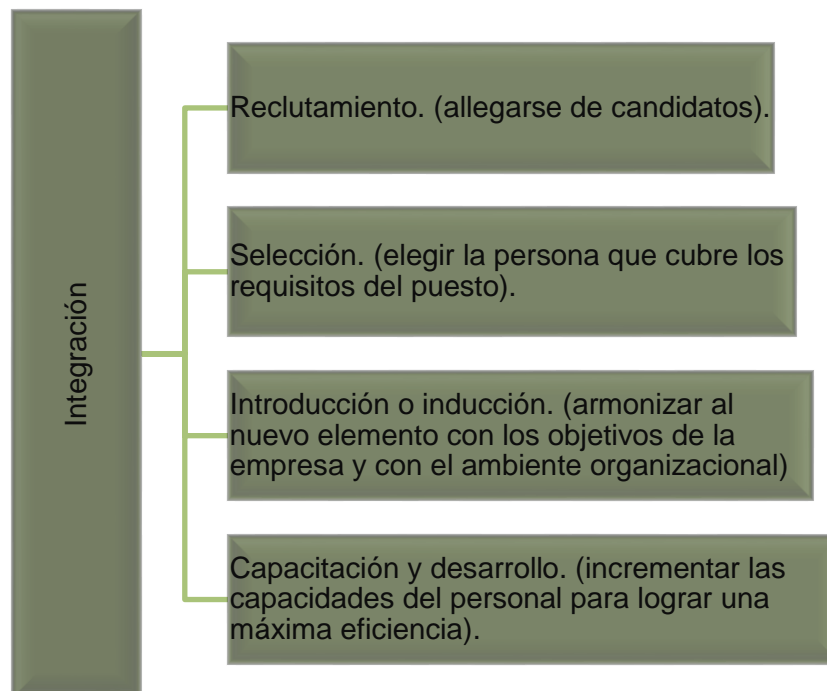 Integración
Reclutamiento. (allegarse de candidatos).
Selección. (elegir la persona que cubre los
requisitos del puesto).
Introducción o inducción. (armonizar al
nuevo elemento con los objetivos de la
empresa y con el ambiente organizacional)
Capacitación y desarrollo. (incrementar las
capacidades del personal para lograr una
máxima eficiencia).